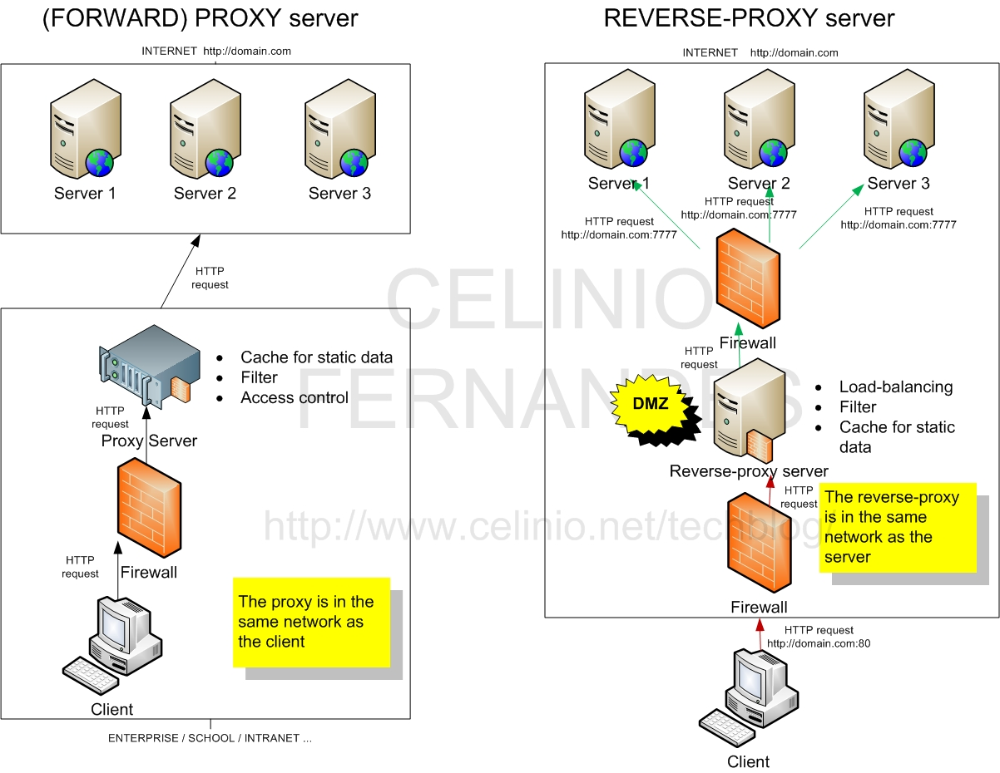 (FORWARD) PROXY server
INTERNET http://domain.com
Server 1
Server 2
Server 3
HTTP
request
Cache for static data
Filter
Access control
HTTP
request
Proxy Server
HTTP
request
Firewall
The proxy is in the
same network as
the client
Client
ENTERPRISE / SCHOOL / INTRANET ...
REVERSE-PROXY server
INTERNET http://domain.com
Server 1
Server 2
Server 3
HTTP request
http://domain.com:7777
HTTP request
http://domain.com:7777
HTTP request
http://domain.com:7777
Firewall
HTTP
request
DMZ
Load-balancing
Filter
Cache for static
data
Reverse-proxy server
HTTP
request
The reverse-proxy
is in the same
network as the
server
Firewall
HTTP request
http://domain.com:80
Client
CELINIO
FERNANDES
http://www.celinio.net/techblog/